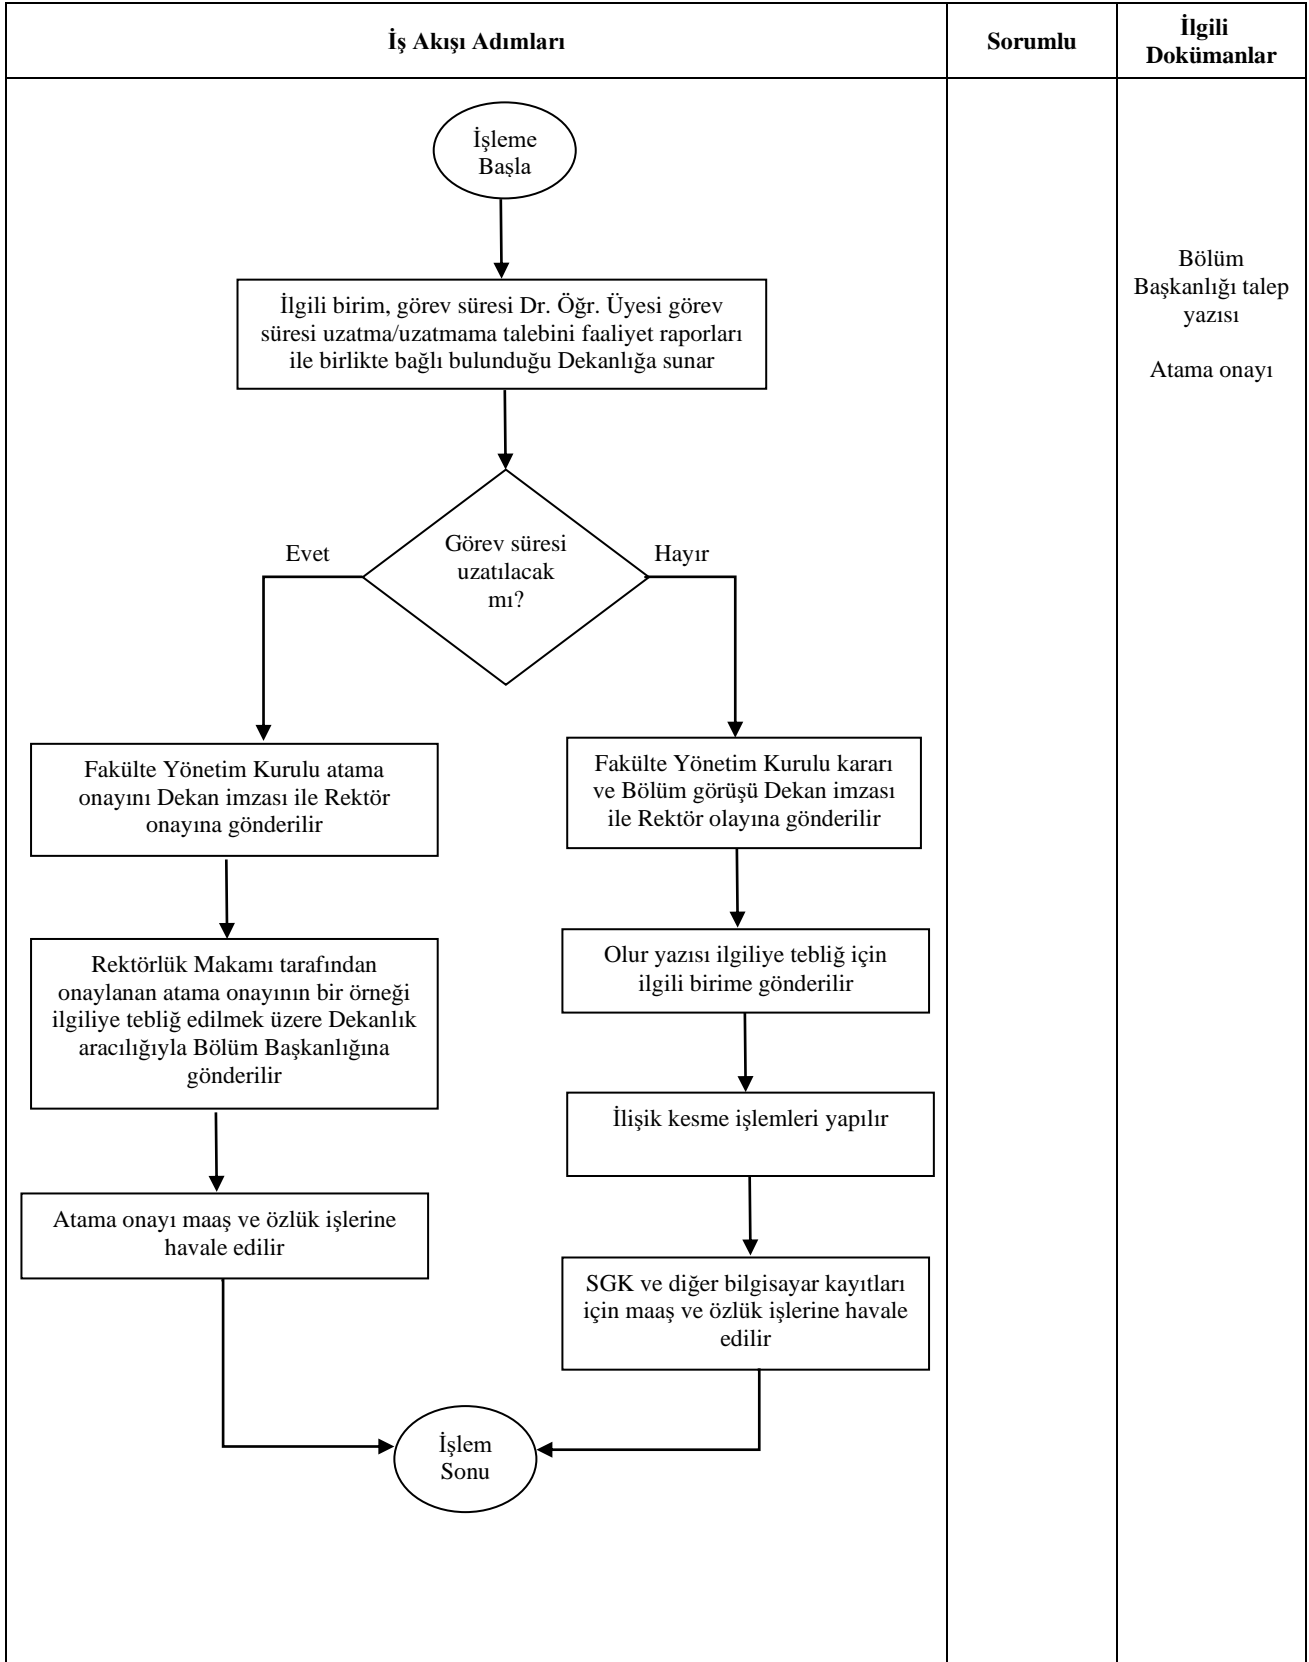 İş Akışı Adımları
Sorumlu
İlgili
Dokümanlar
İşleme
Başla
İlgili birim, görev süresi Dr. Öğr. Üyesi görev
süresi uzatma/uzatmama talebini faaliyet raporları
ile birlikte bağlı bulunduğu Dekanlığa sunar
Bölüm
Başkanlığı talep
yazısı
Atama onayı
Evet
Görev süresi
uzatılacak
mı?
Hayır
Fakülte Yönetim Kurulu atama
onayını Dekan imzası ile Rektör
onayına gönderilir
Fakülte Yönetim Kurulu kararı
ve Bölüm görüşü Dekan imzası
ile Rektör olayına gönderilir
Rektörlük Makamı tarafından
onaylanan atama onayının bir örneği
ilgiliye tebliğ edilmek üzere Dekanlık
aracılığıyla Bölüm Başkanlığına
gönderilir
Olur yazısı ilgiliye tebliğ için
ilgili birime gönderilir
İlişik kesme işlemleri yapılır
Atama onayı maaş ve özlük işlerine
havale edilir
SGK ve diğer bilgisayar kayıtları
için maaş ve özlük işlerine havale
edilir
İşlem
Sonu